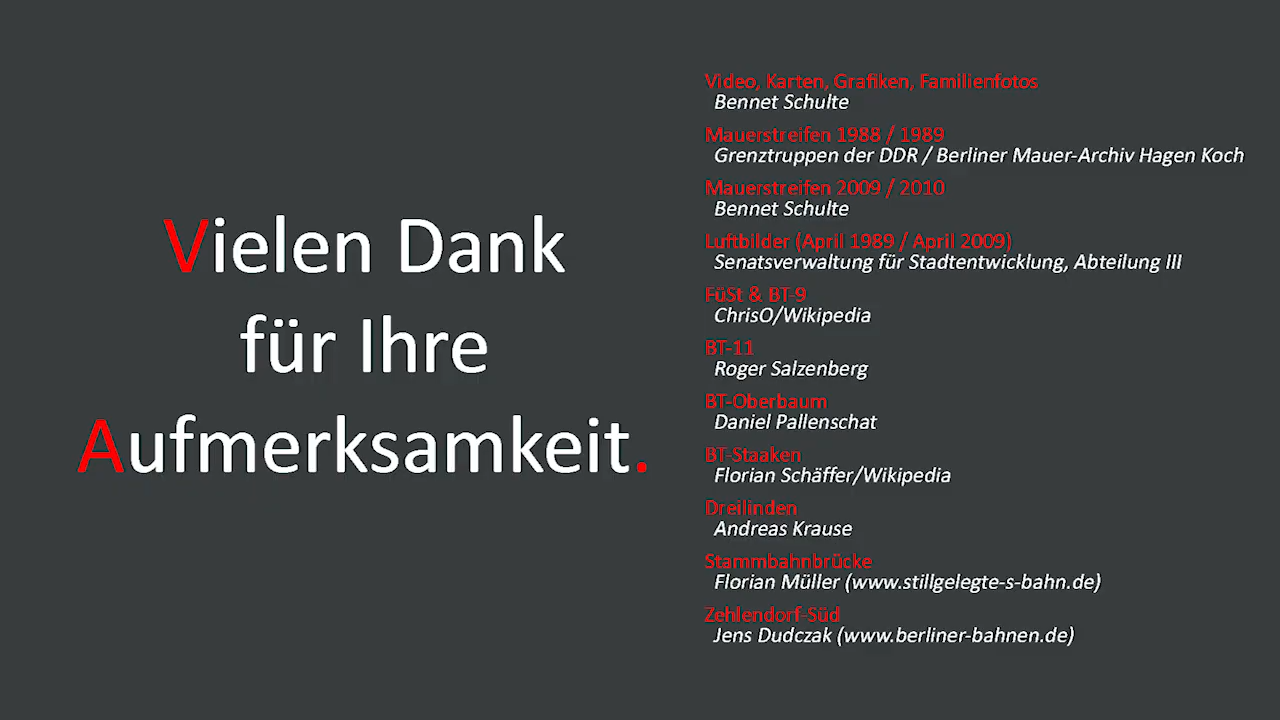 Vielen Dank
für Ihre
Aufmerksamkeit.
Video, Karten, Grafiken, Familienfotos
Bennet Schulte
Mauerstreifen 1988 / 1989
Grenztruppen der DDR / Berliner Mauer-Archiv Hagen Koch
Mauerstreifen 2009 / 2010
Bennet Schulte
Luftbilder (April 1989 / April 2009)
Senatsverwaltung für Stadtentwicklung, Abteilung III
FüSt & BT-9
ChrisO/Wikipedia
BT-11
Roger Salzenberg
BT-Oberbaum
Daniel Pallenschat
BT-Staaken
Florian Schäffer/Wikipedia
Dreilinden
Andreas Krause
Stammbahnbrücke
Florian Müller (www.stillgelegte-s-bahn.de)
Zehlendorf-Süd
Jens Dudczak (www.berliner-bahnen.de)